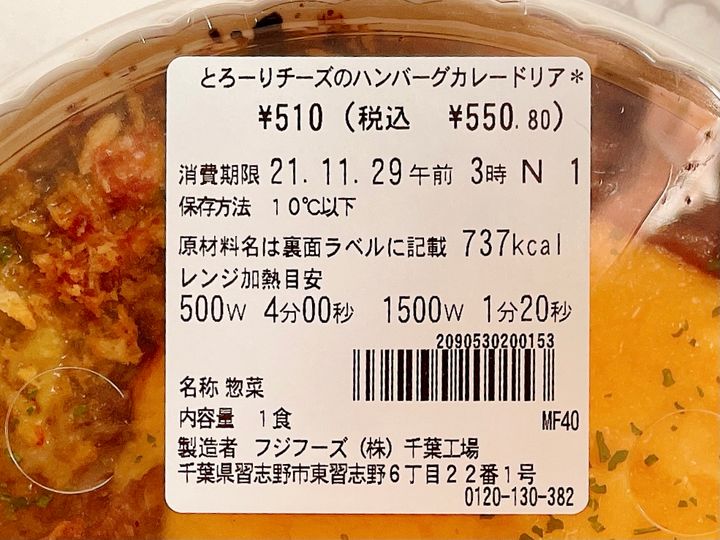 とろーりチーズのハンバーグカレードリア*
¥510（税込 ¥550.80）
消費期限 21.11.29午前 3時 N 1
保存方法 10℃以下
原材料名は裏面ラベルに記載 737kcal
レンジ加熱目安
500W 4分00秒 1500W 1分20秒
2090530200153
名称 惣菜
内容量 1食 MF40
製造者 フジフーズ（株）千葉工場
千葉県習志野市東習志野6丁目22番1号
0120-130-382